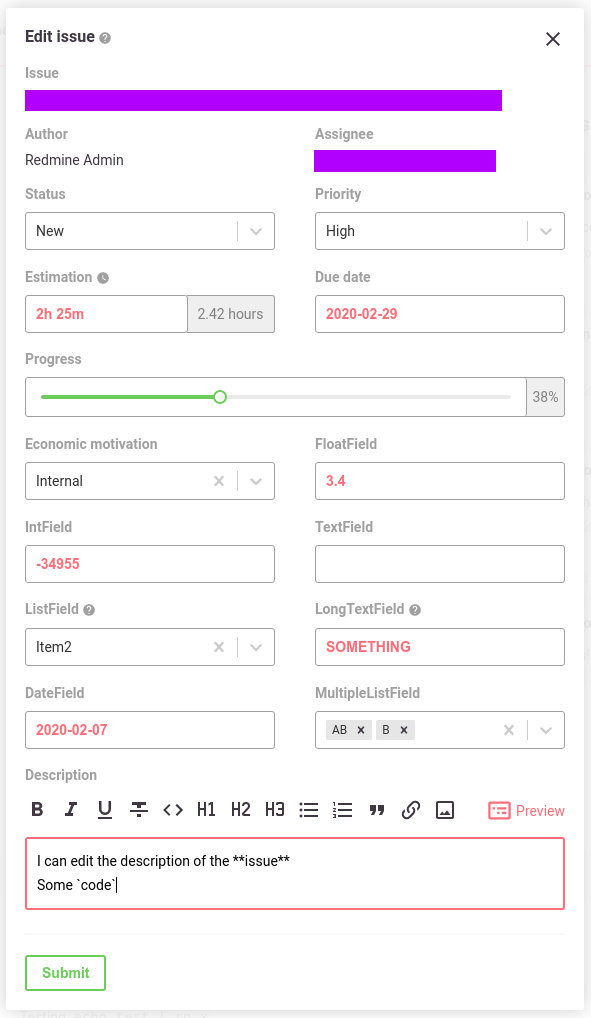 Edit issue
Issue
Author Assignee
Redmine Admin
Status Priority
New High
Estimation Due date
2h 25m 2.42 hours 2020-02-29
Progress
38%
Economic motivation FloatField
Internal 3.4
IntField TextField
-34955
ListField LongTextField
Item2 SOMETHING
DateField MultipleListField
2020-02-07 AB B
Description
B I U H1 H2 H3 Preview
I can edit the description of the **issue**
Some `code`
Submit